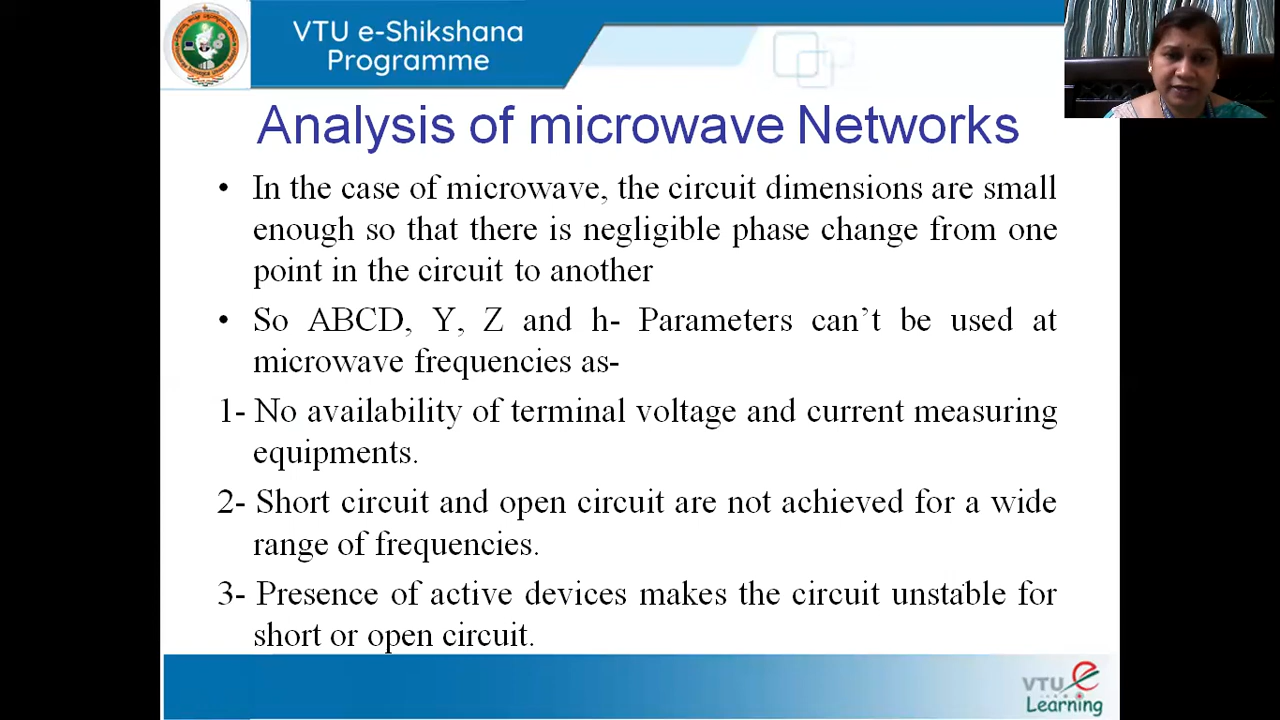 VTU e-Shikshana
Programme
Analysis of microwave Networks
• In the case of microwave, the circuit dimensions are small
enough so that there is negligible phase change from one
point in the circuit to another
• So ABCD, Y, Z and h- Parameters can’t be used at
microwave frequencies as-
1- No availability of terminal voltage and current measuring
equipments.
2- Short circuit and open circuit are not achieved for a wide
range of frequencies.
3- Presence of active devices makes the circuit unstable for
short or open circuit.
VTU e
Learning